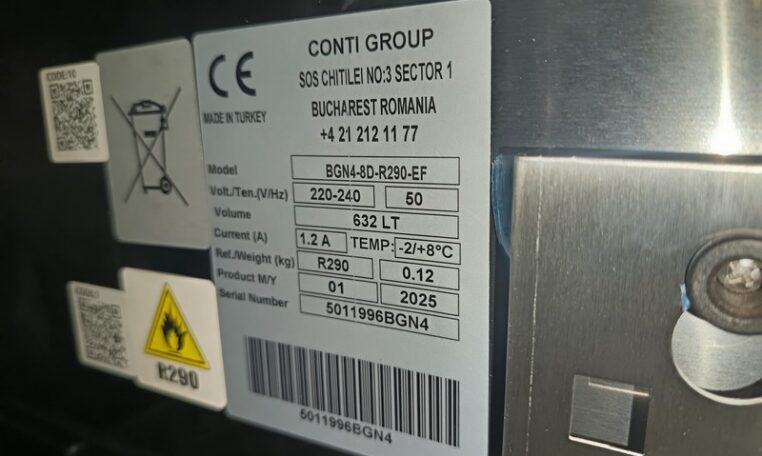 CODE:10
CE
MADE IN TURKEY
CONTI GROUP
SOS CHITILEI NO:3 SECTOR 1
BUCHAREST ROMANIA
+4 21 212 11 77
Model BGN4-8D-R290-EF
Volt./Ten.(V/Hz) 220-240 50
Volume 632 LT
Current (A) 1.2 A TEMP: -2/+8°C
Ref./Weight (kg) R290 0.12
Product M/Y 01 2025
Serial Number 5011996BGN4
5011996BGN4
R290